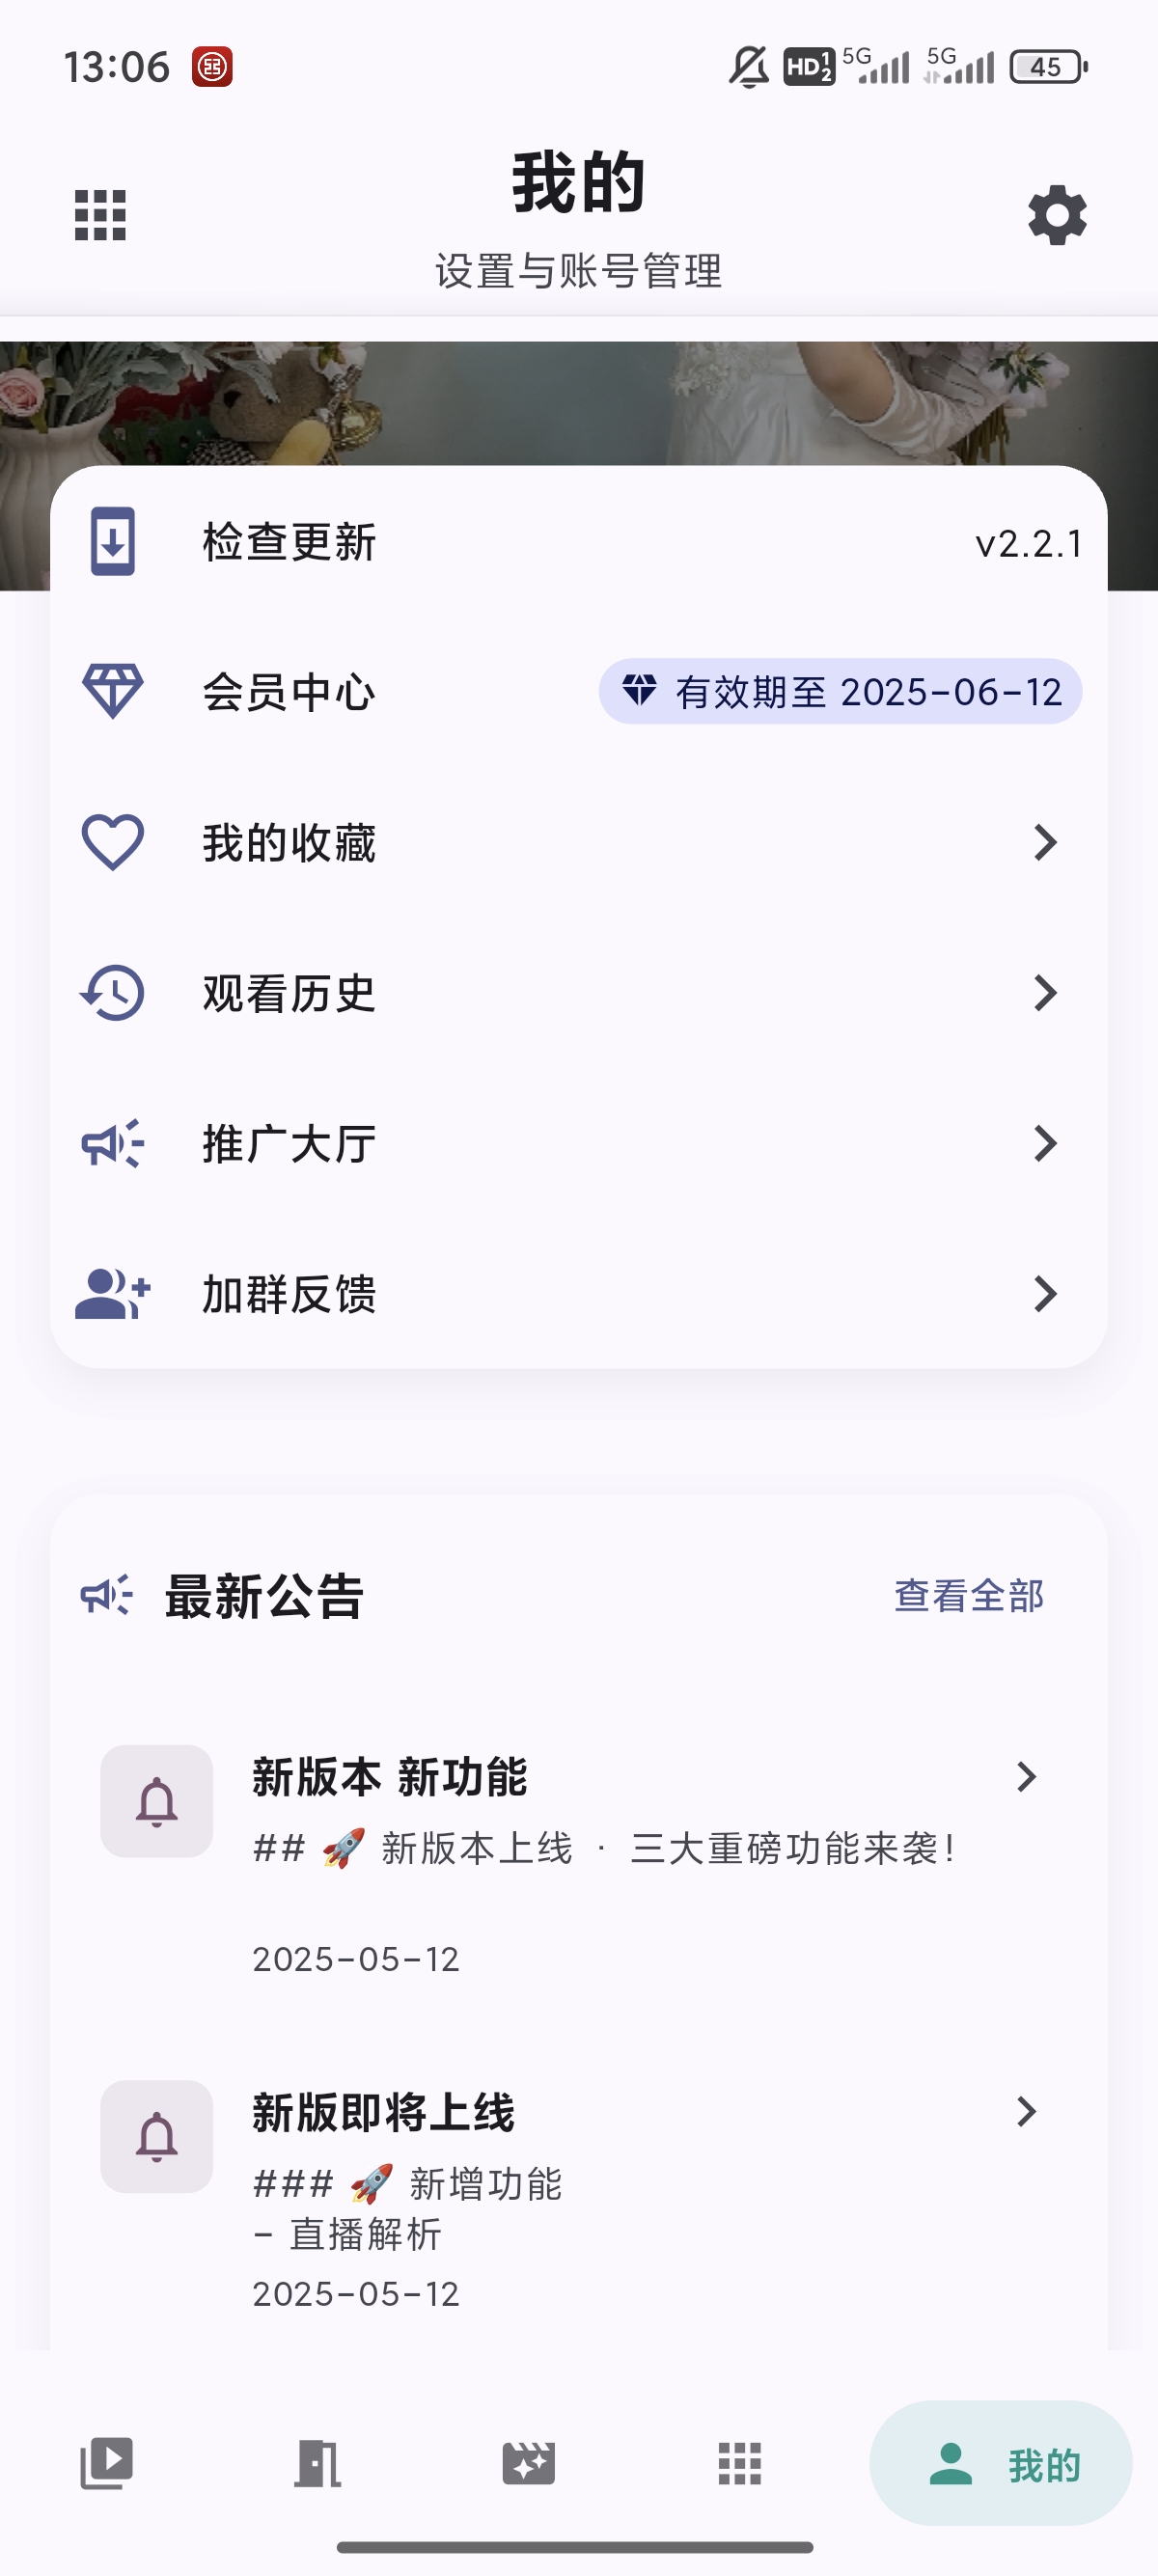 13:06
HD 1 2 5G 5G 45
我的
设置与账号管理
检查更新 v2.2.1
会员中心 有效期至 2025-06-12
我的收藏
观看历史
推广大厅
加群反馈
最新公告 查看全部
新版本 新功能
## 🚀 新版本上线 · 三大重磅功能来袭!
2025-05-12
新版即将上线
### 🚀 新增功能
- 直播解析
2025-05-12
我的